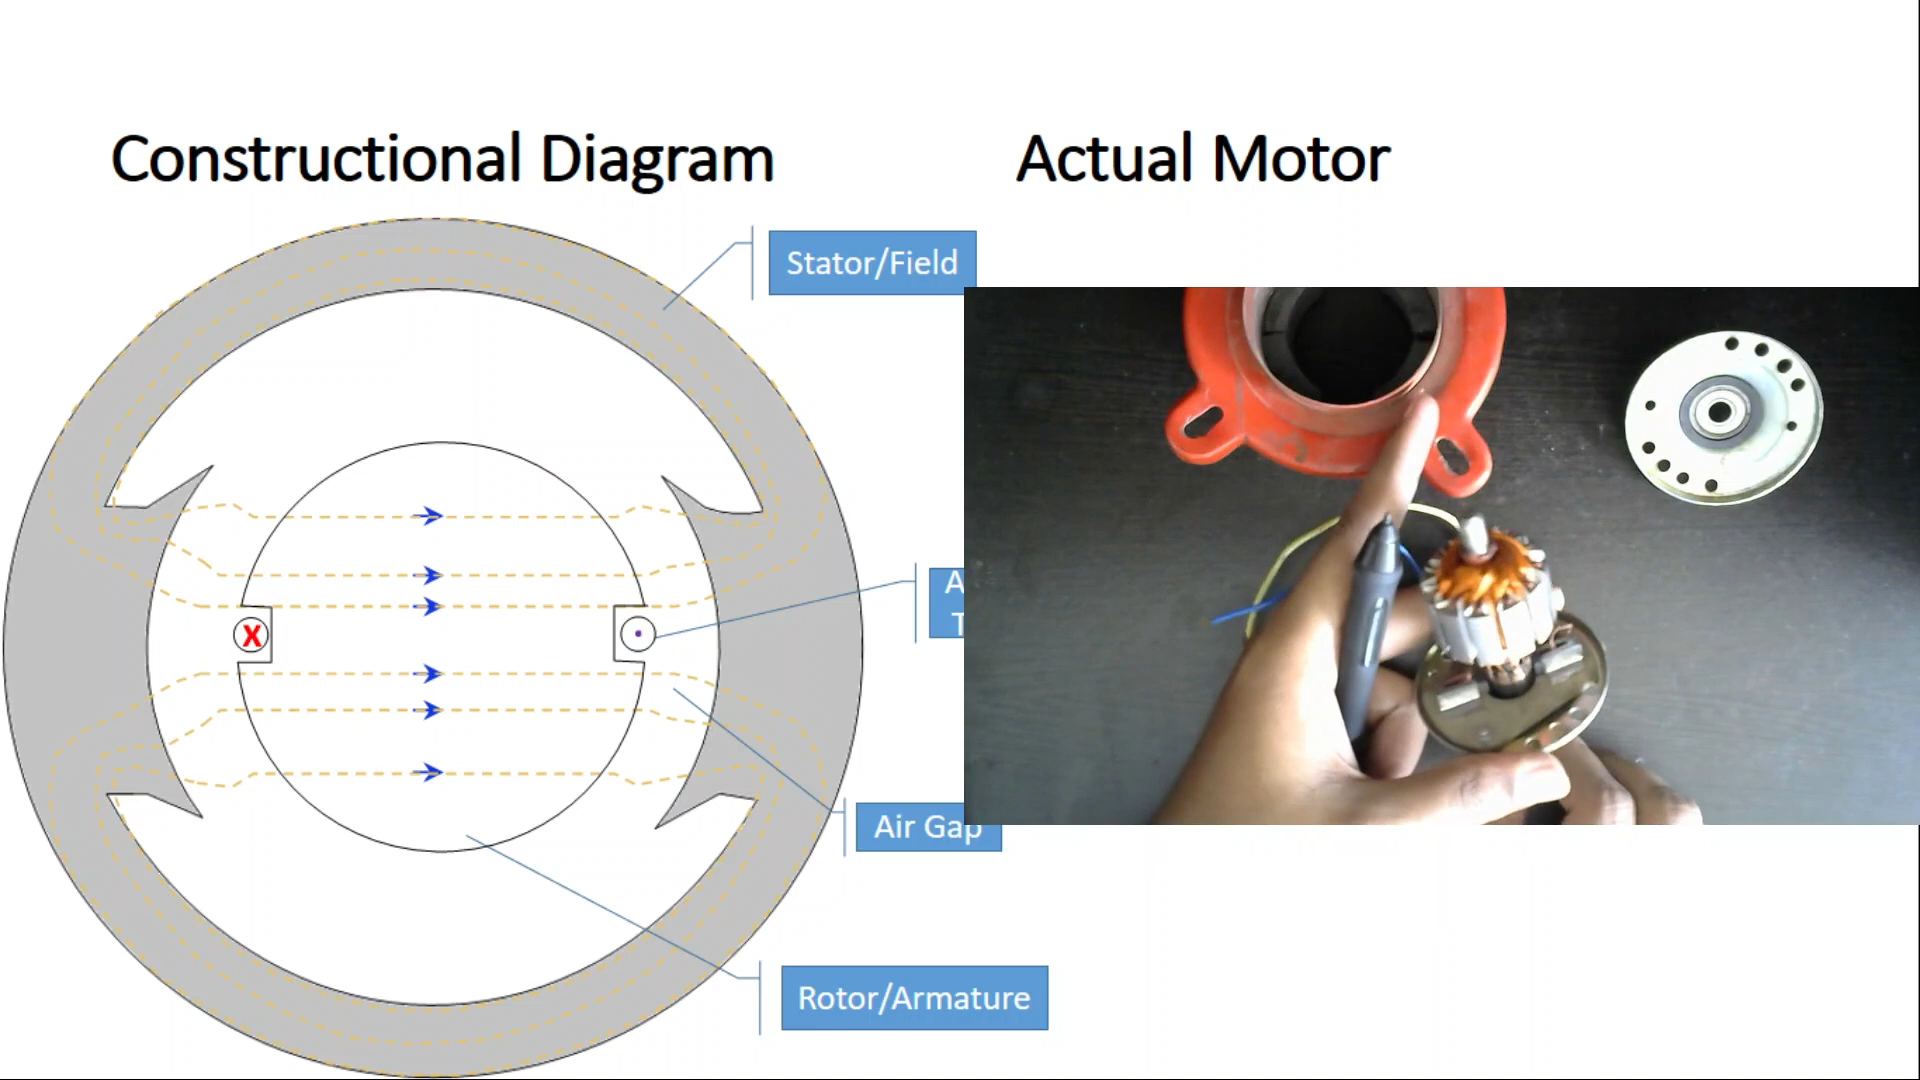 Constructional Diagram
Actual Motor
Stator/Field
A
T
X
Air Gap
Rotor/Armature